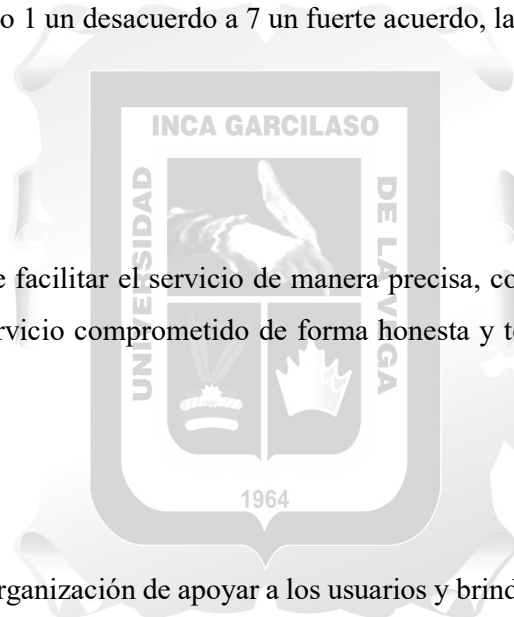 o 1 un desacuerdo a 7 un fuerte acuerdo, la
INCA GARCILASO
UNIVERSIDAD
DE LA VEGA
e facilitar el servicio de manera precisa, co
rvicio comprometido de forma honesta y t
1964
rganización de apoyar a los usuarios y brind